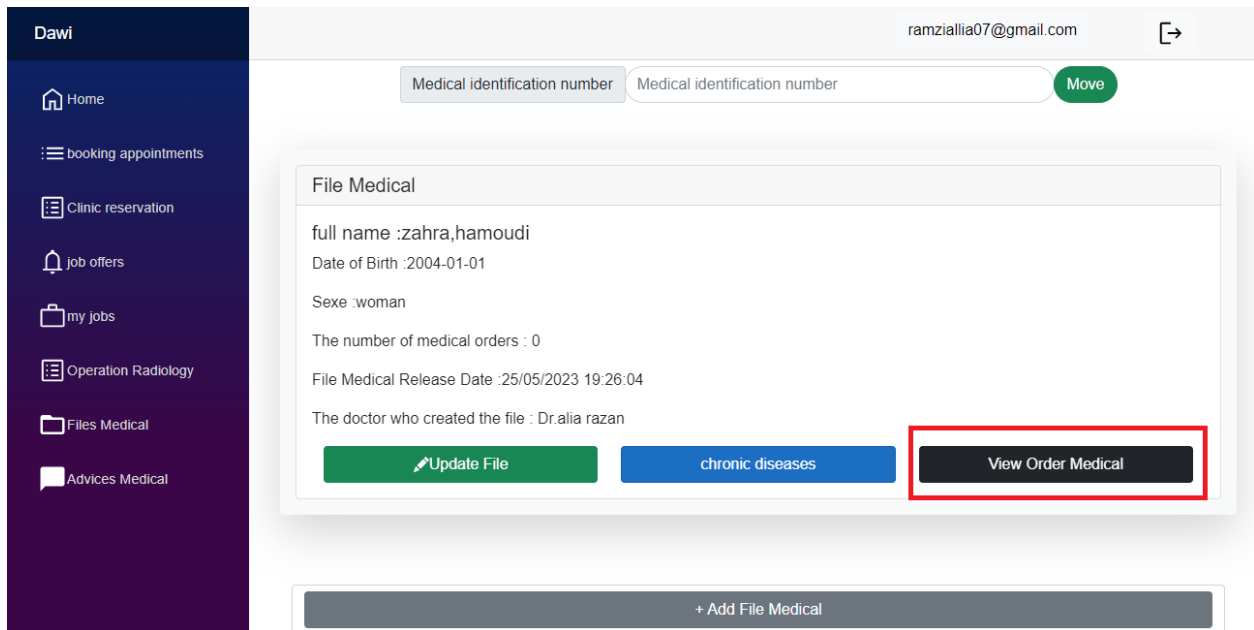 Dawi
ramziallia07@gmail.com
Medical identification number Medical identification number Move
Home
booking appointments
Clinic reservation
job offers
my jobs
Operation Radiology
Files Medical
Advices Medical
File Medical
full name :zahra,hamoudi
Date of Birth :2004-01-01
Sexe :woman
The number of medical orders : 0
File Medical Release Date :25/05/2023 19:26:04
The doctor who created the file : Dr.alia razan
Update File chronic diseases View Order Medical
+ Add File Medical